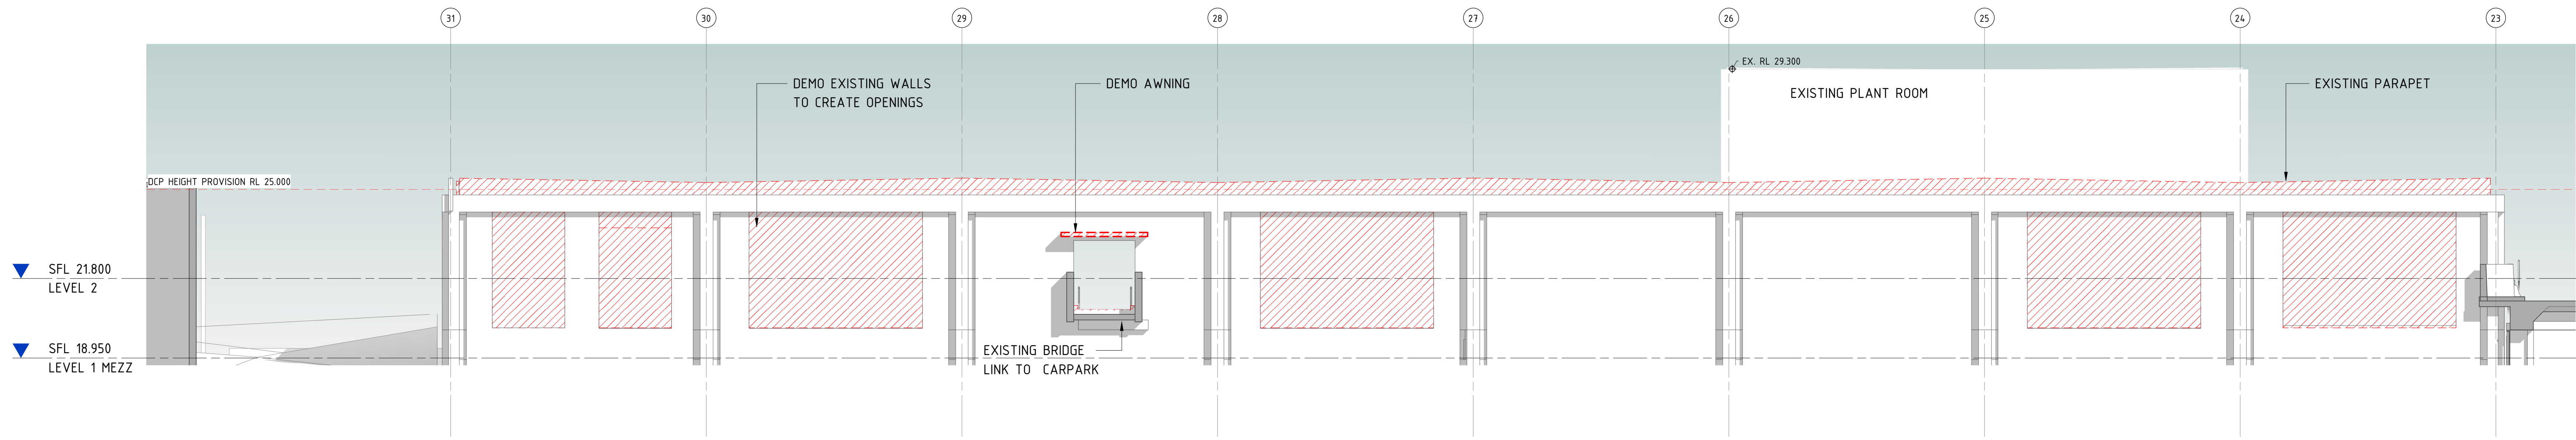 31
30
29
28
27
26
25
24
23
EX. RL 29.300
DEMO EXISTING WALLS
TO CREATE OPENINGS
DEMO AWNING
EXISTING PLANT ROOM
EXISTING PARAPET
DCP HEIGHT PROVISION RL 25.000
SFL 21.800
LEVEL 2
SFL 18.950
LEVEL 1 MEZZ
EXISTING BRIDGE
LINK TO CARPARK